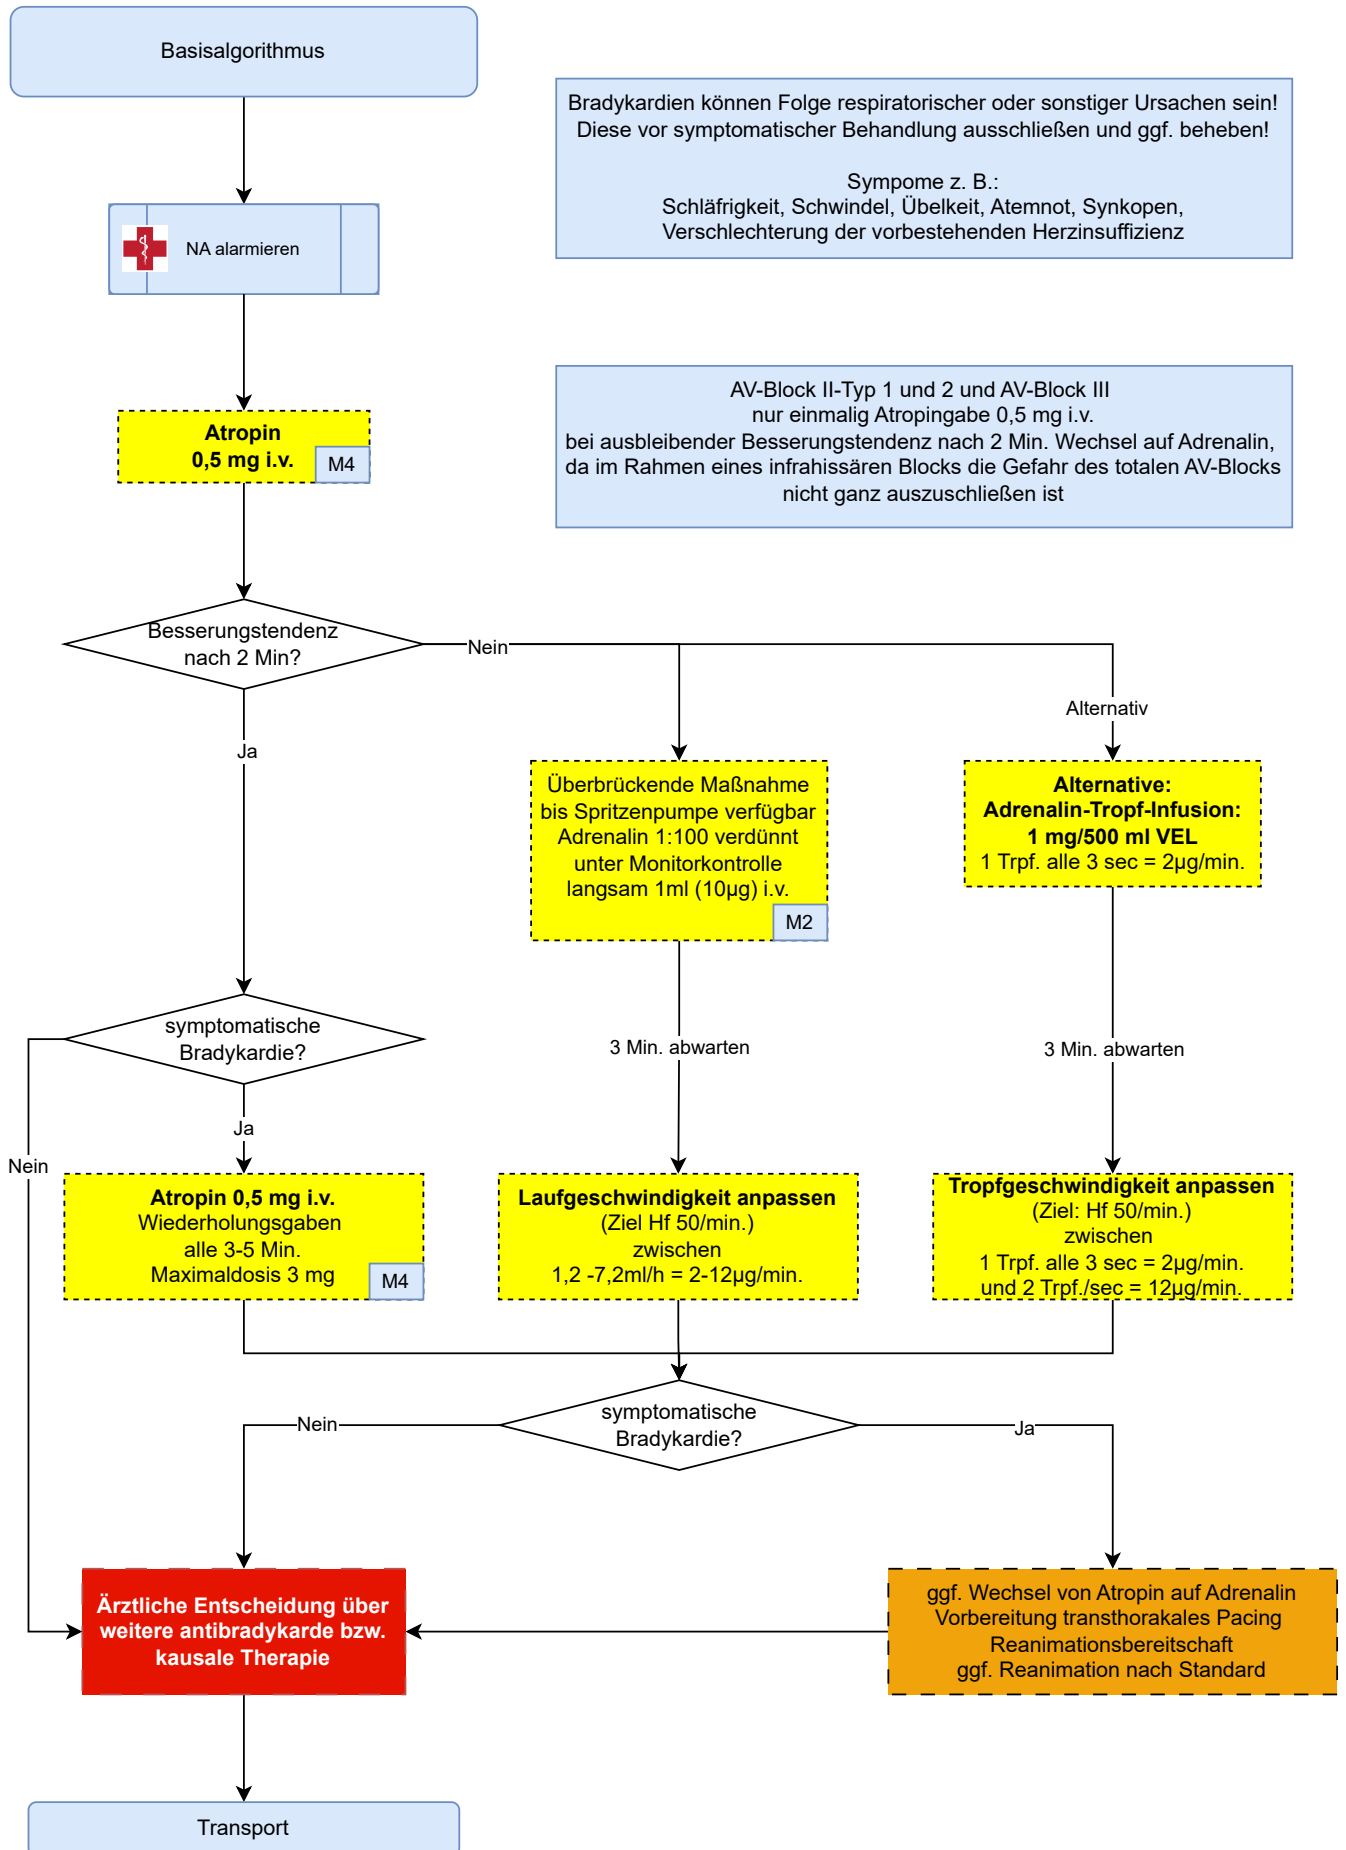 Basisalgorithmus
Bradykardien können Folge respiratorischer oder sonstiger Ursachen sein!
Diese vor symptomatischer Behandlung ausschließen und ggf. beheben!
Sympome z. B.:
Schläfrigkeit, Schwindel, Übelkeit, Atemnot, Synkopen,
Verschlechterung der vorbestehenden Herzinsuffizienz
NA alarmieren
AV-Block II-Typ 1 und 2 und AV-Block III
nur einmalig Atropingabe 0,5 mg i.v.
bei ausbleibender Besserungstendenz nach 2 Min. Wechsel auf Adrenalin,
da im Rahmen eines infrahissären Blocks die Gefahr des totalen AV-Blocks
nicht ganz auszuschließen ist
Atropin
0,5 mg i.v.
M4
Besserungstendenz
nach 2 Min?
Nein
Alternativ
Ja
Überbrückende Maßnahme
bis Spritzenpumpe verfügbar
Adrenalin 1:100 verdünnt
unter Monitorkontrolle
langsam 1ml (10µg) i.v.
M2
Alternative:
Adrenalin-Tropf-Infusion:
1 mg/500 ml VEL
1 Trpf. alle 3 sec = 2µg/min.
symptomatische
Bradykardie?
3 Min. abwarten
3 Min. abwarten
Ja
Nein
Atropin 0,5 mg i.v.
Wiederholungsgaben
alle 3-5 Min.
Maximaldosis 3 mg
M4
Laufgeschwindigkeit anpassen
(Ziel Hf 50/min.)
zwischen
1,2 -7,2ml/h = 2-12µg/min.
Tropfgeschwindigkeit anpassen
(Ziel: Hf 50/min.)
zwischen
1 Trpf. alle 3 sec = 2µg/min.
und 2 Trpf./sec = 12µg/min.
symptomatische
Bradykardie?
Nein
Ja
Ärztliche Entscheidung über
weitere antibradykarde bzw.
kausale Therapie
ggf. Wechsel von Atropin auf Adrenalin
Vorbereitung transthorakales Pacing
Reanimationsbereitschaft
ggf. Reanimation nach Standard
Transport